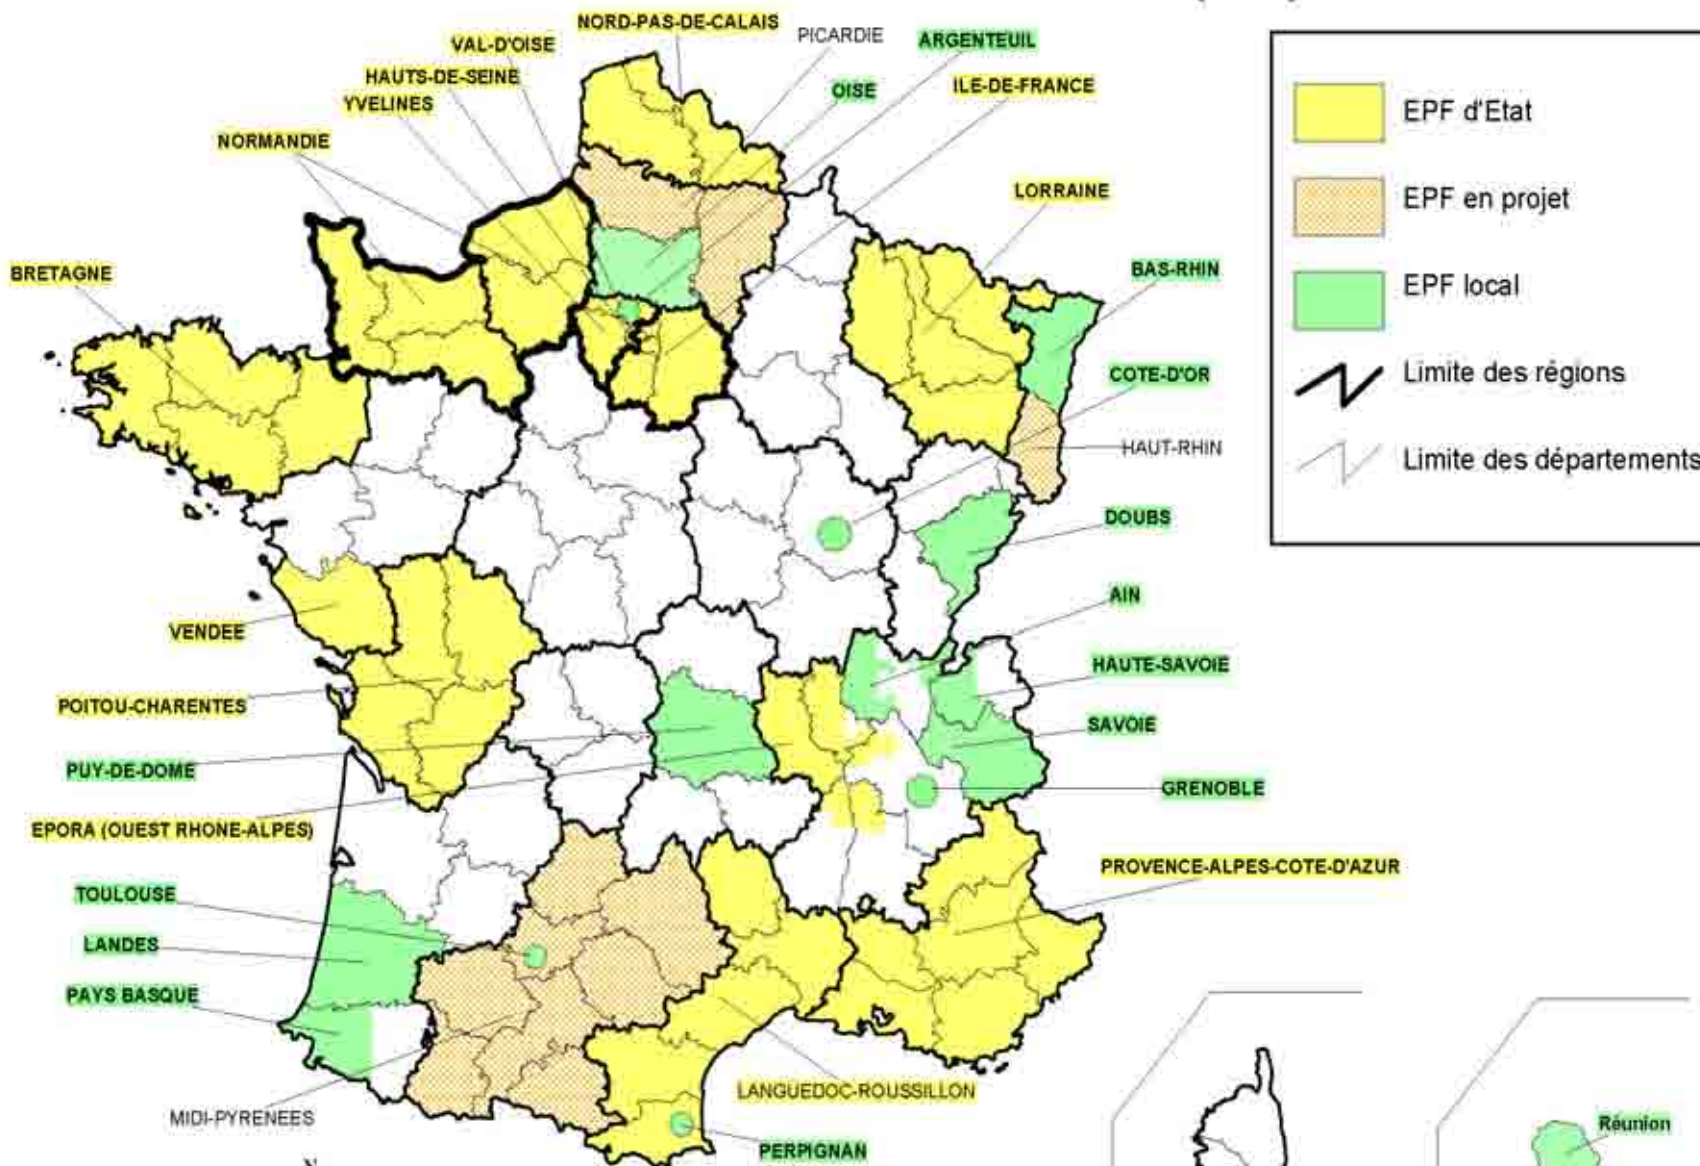 NORD-PAS-DE-CALAIS
PICARDIE
ARGENTEUIL
VAL-D'OISE
HAUTS-DE-SEINE
OISE
ILE-DE-FRANCE
YVELINES
NORMANDIE
LORRAINE
BRETAGNE
BAS-RHIN
COTE-D'OR
HAUT-RHIN
DOUBS
AIN
VENDEE
HAUTE-SAVOIE
POITOU-CHARENTES
SAVOIE
PUY-DE-DOME
GRENOBLE
EPORA (OUEST RHONE-ALPES)
PROVENCE-ALPES-COTE-D'AZUR
TOULOUSE
LANDES
PAYS BASQUE
LANGUEDOC-ROUSSILLON
MIDI-PYRENEES
PERPIGNAN
Réunion
EPF d'Etat
EPF en projet
EPF local
Limite des régions
Limite des départements